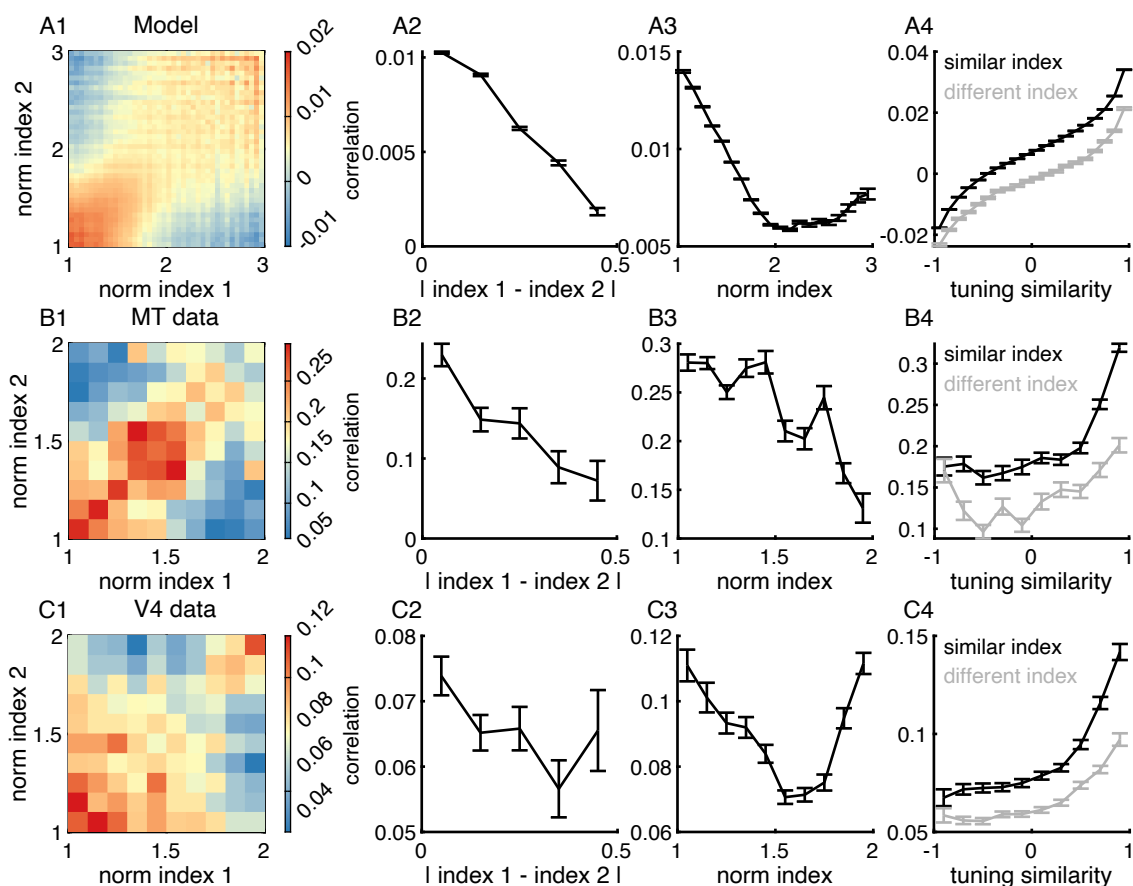 A1 Model
norm index 2
3
2
1
1 2 3
norm index 1
0.02
0.01
0
-0.01
A2
correlation
0.01
0.005
0
0 0.5
| index 1 - index 2 |
A3
0.015
0.01
0.005
1 2 3
norm index
A4
similar index
different index
0.04
0.02
0
-0.02
-1 0 1
tuning similarity
B1 MT data
norm index 2
2
1.5
1
1 1.5 2
norm index 1
0.25
0.2
0.15
0.1
0.05
B2
correlation
0.2
0.1
0
0 0.5
| index 1 - index 2 |
B3
0.3
0.25
0.2
0.15
0.1
1 1.5 2
norm index
B4
similar index
different index
0.3
0.25
0.2
0.15
0.1
-1 0 1
tuning similarity
C1 V4 data
norm index 2
2
1.5
1
1 1.5 2
norm index 1
0.12
0.1
0.08
0.06
0.04
C2
correlation
0.08
0.07
0.06
0.05
0 0.5
| index 1 - index 2 |
C3
0.12
0.1
0.08
0.06
1 1.5 2
norm index
C4
similar index
different index
0.15
0.1
0.05
-1 0 1
tuning similarity